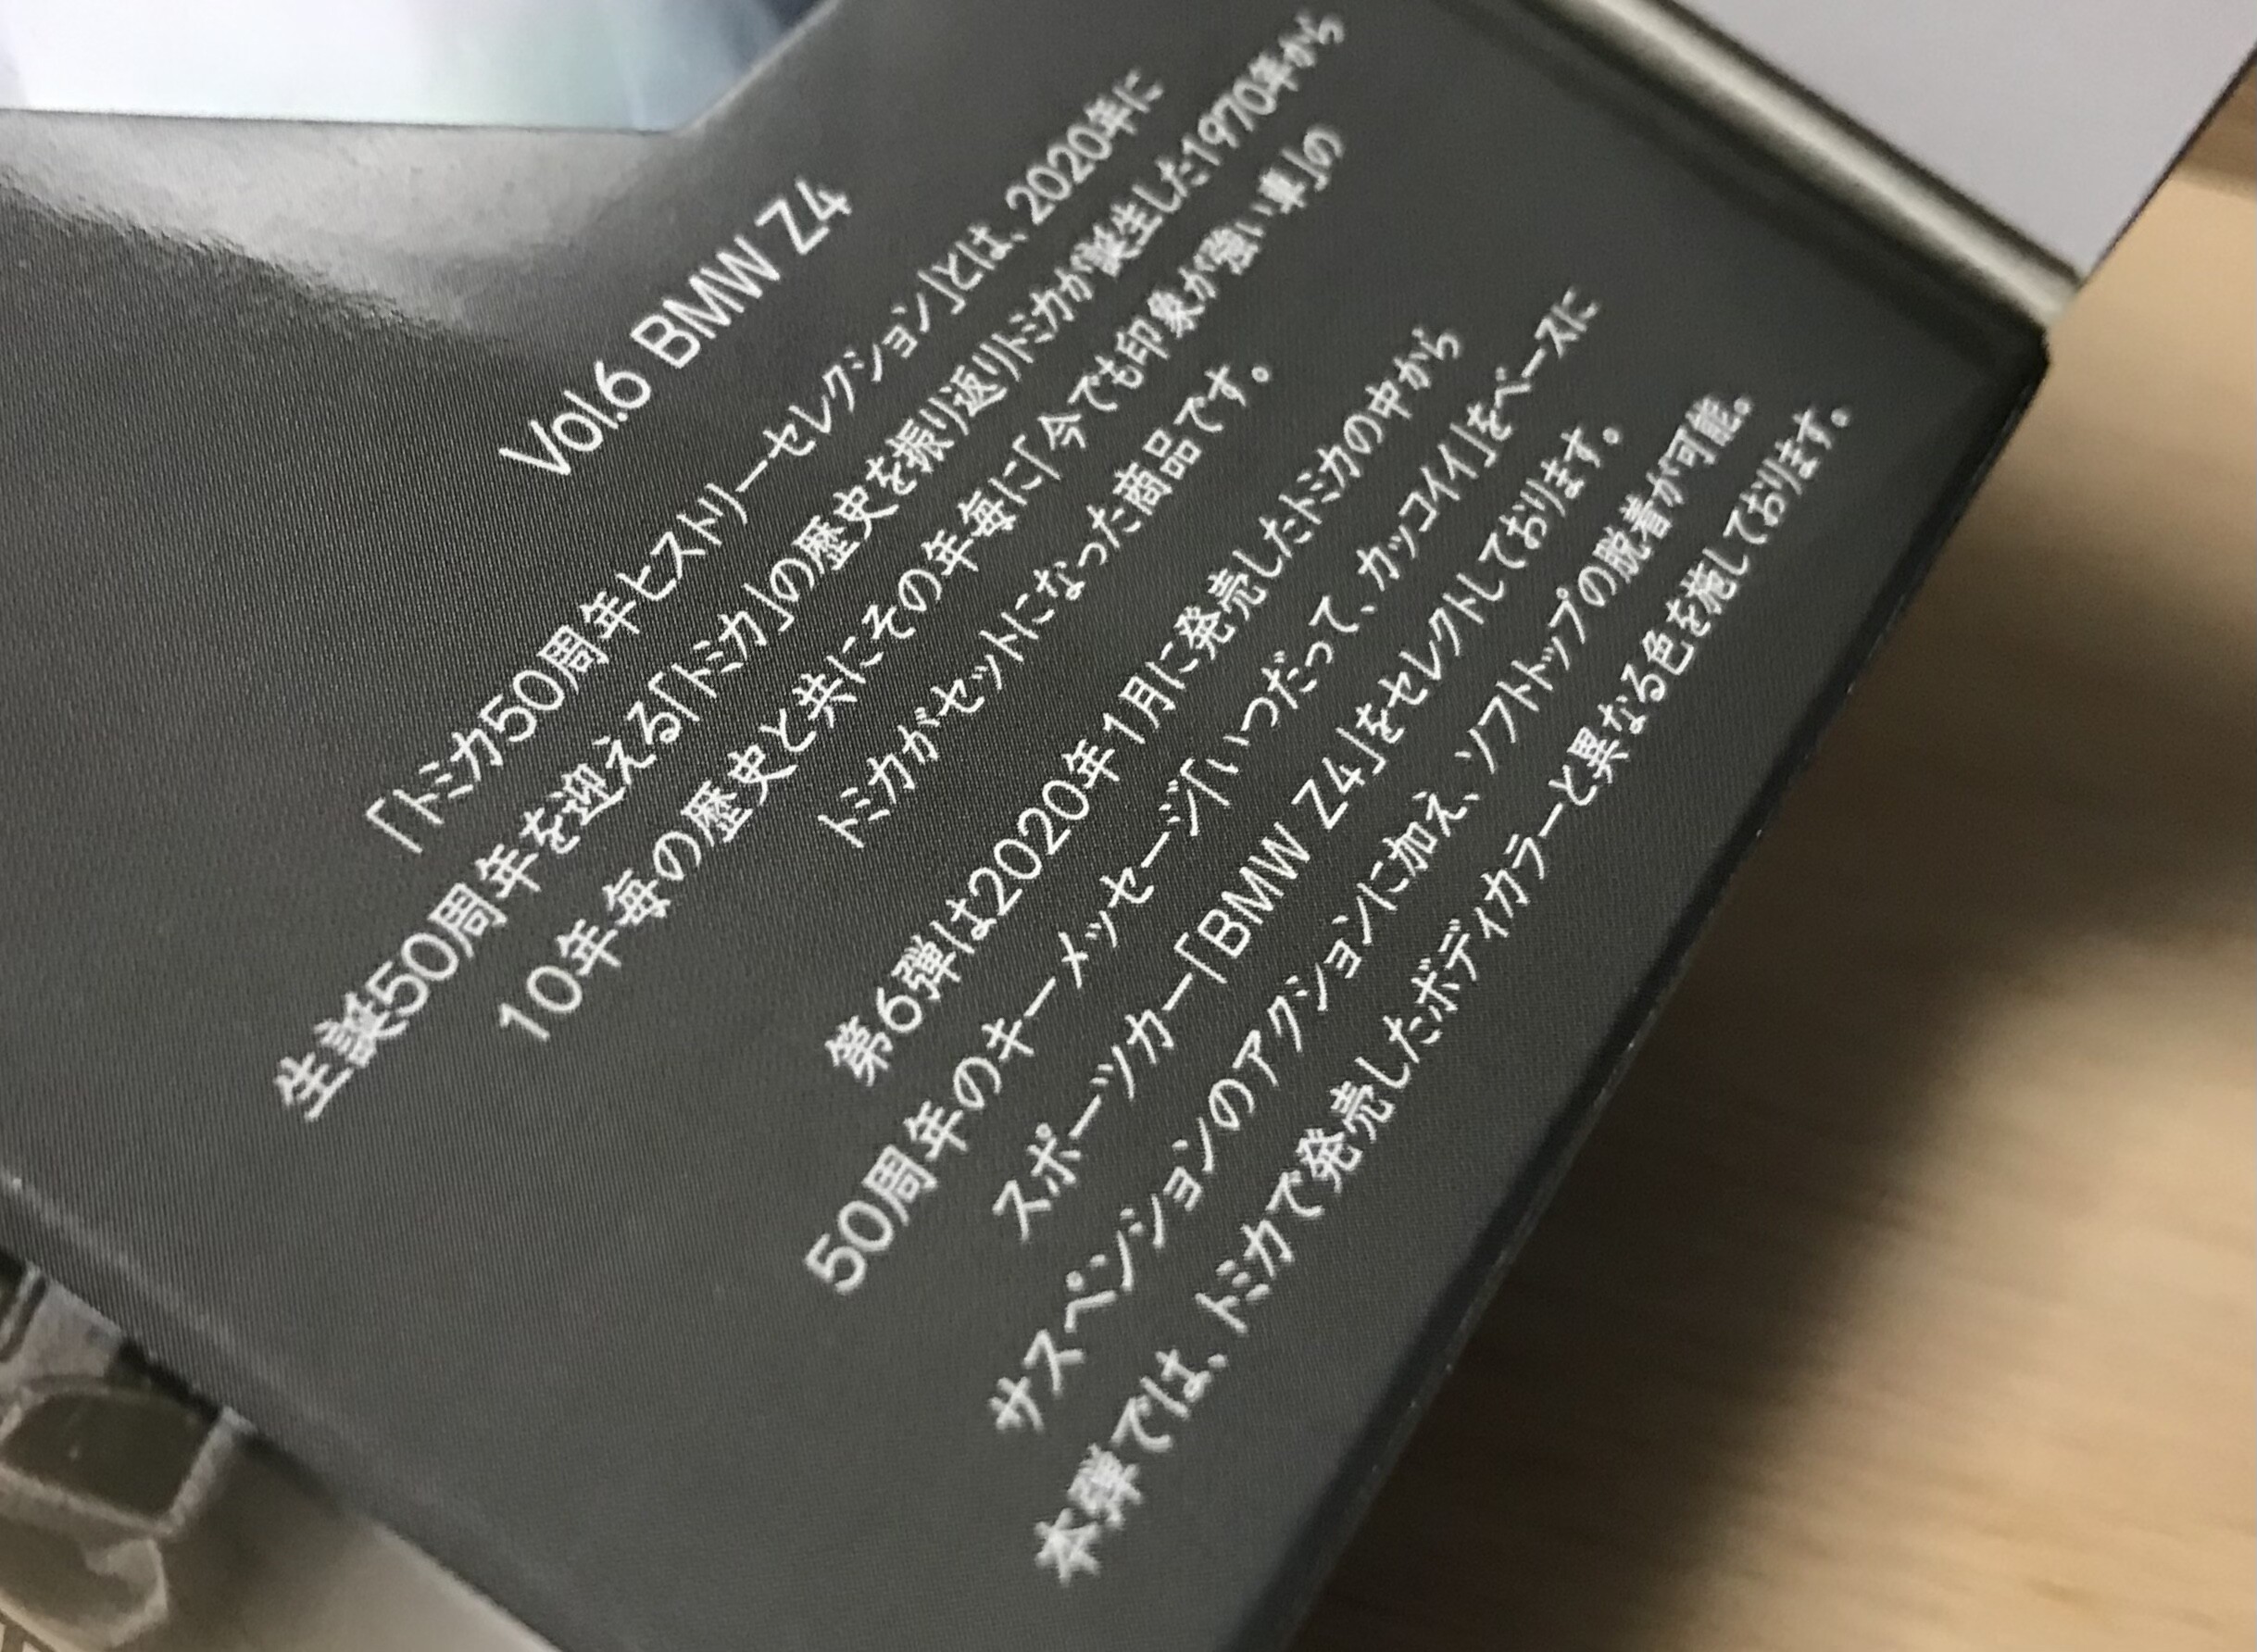 Vol.6 BMW Z4
「トミカ50周年ヒストリーセレクション」とは、2020年に
生誕50周年を迎える「トミカ」の歴史を振り返りトミカが誕生した1970年から
10年毎の歴史と共にその年毎に「今でも印象が強い車」の
トミカがセットになった商品です。
第6弾は2020年1月に発売したトミカの中から
50周年のキーメッセージ「いつだって、カッコイイ」をベースに
スポーツカー「BMW Z4」をセレクトしております。
サスペンションのアクションに加え、ソフトトップの脱着が可能。
本弾では、トミカで発売したボディカラーと異なる色を施しております。